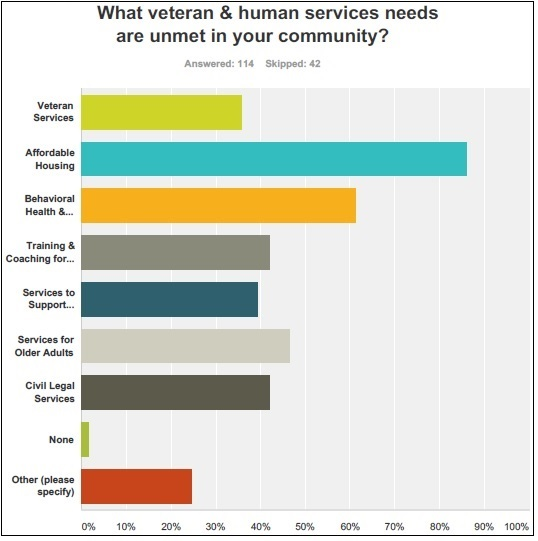 What veteran & human services needs
are unmet in your community?
Answered: 114 Skipped: 42
Veteran
Services
Affordable
Housing
Behavioral
Health &...
Training &
Coaching for...
Services to
Support...
Services for
Older Adults
Civil Legal
Services
None
Other (please
specify)
0% 10% 20% 30% 40% 50% 60% 70% 80% 90% 100%